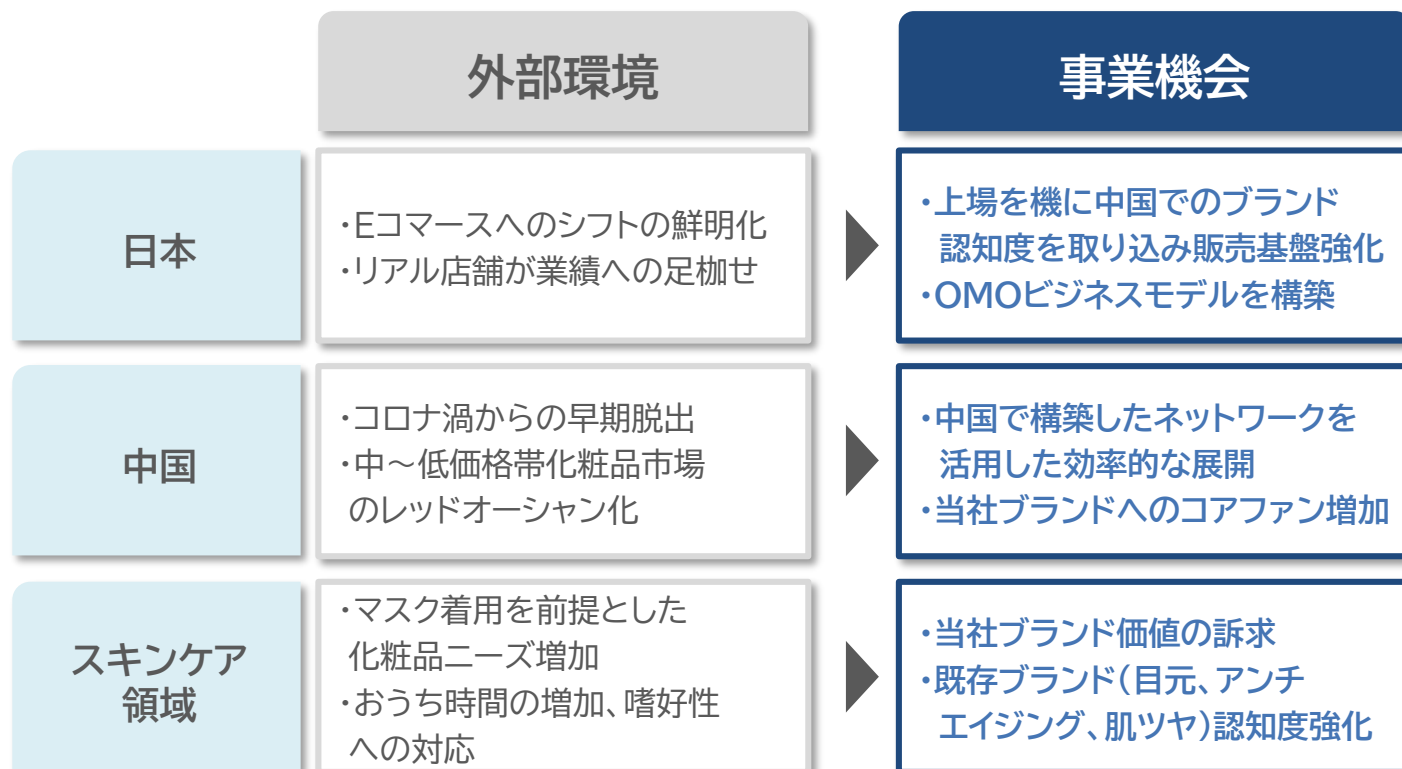 外部環境
事業機会
日本
・Eコマースへのシフトの鮮明化
・リアル店舗が業績への足枷せ
・上場を機に中国でのブランド
認知度を取り込み販売基盤強化
・OMOビジネスモデルを構築
中国
・コロナ渦からの早期脱出
・中～低価格帯化粧品市場
のレッドオーシャン化
・中国で構築したネットワークを
活用した効率的な展開
・当社ブランドへのコアファン増加
スキンケア
領域
・マスク着用を前提とした
化粧品ニーズ増加
・おうち時間の増加、嗜好性
への対応
・当社ブランド価値の訴求
・既存ブランド（目元、アンチ
エイジング、肌ツヤ）認知度強化